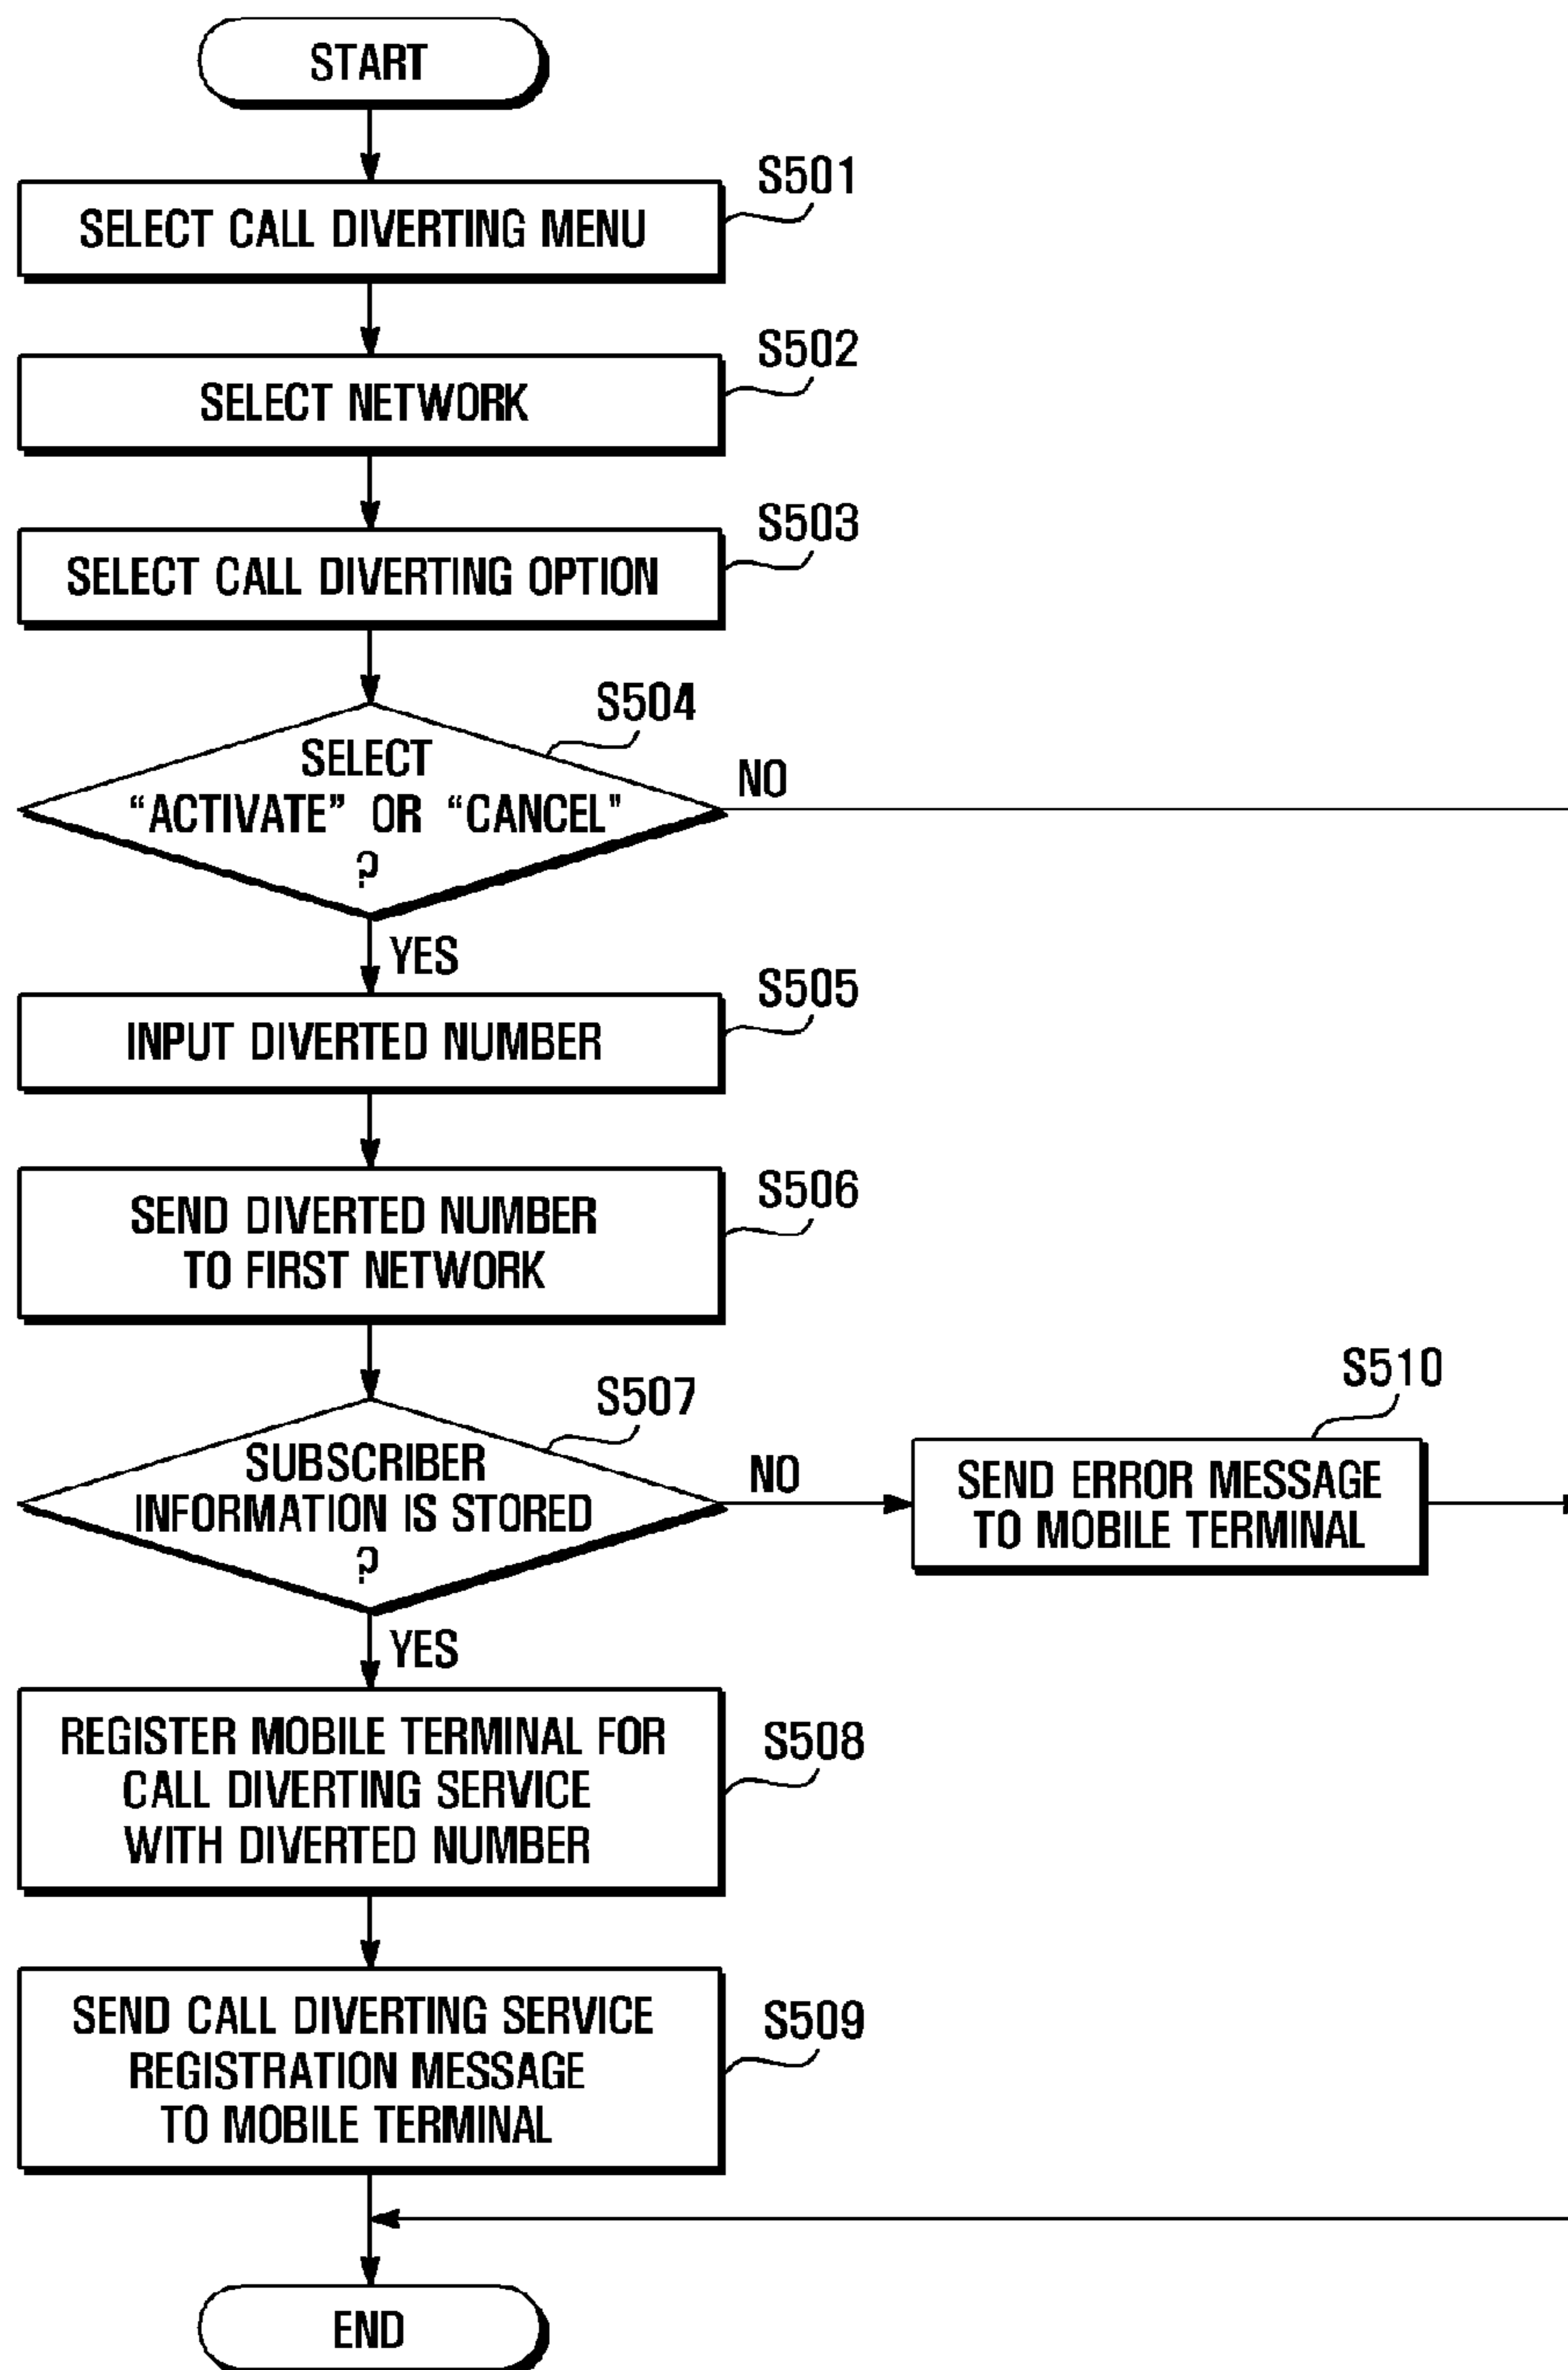 START
S501
SELECT CALL DIVERTING MENU
S502
SELECT NETWORK
S503
SELECT CALL DIVERTING OPTION
S504
SELECT
“ACTIVATE” OR “CANCEL"
?
NO
YES
S505
INPUT DIVERTED NUMBER
S506
SEND DIVERTED NUMBER
TO FIRST NETWORK
S507
SUBSCRIBER
INFORMATION IS STORED
?
NO
S510
SEND ERROR MESSAGE
TO MOBILE TERMINAL
YES
S508
REGISTER MOBILE TERMINAL FOR
CALL DIVERTING SERVICE
WITH DIVERTED NUMBER
S509
SEND CALL DIVERTING SERVICE
REGISTRATION MESSAGE
TO MOBILE TERMINAL
END